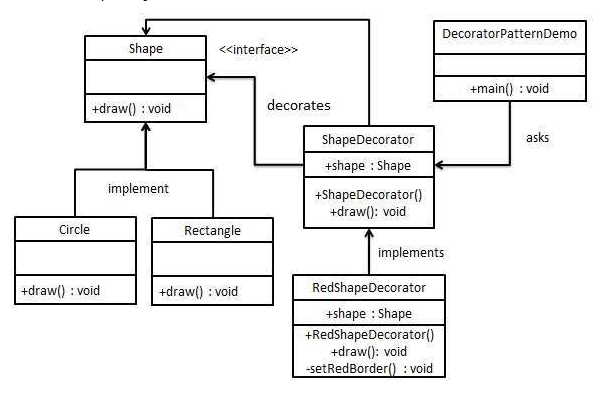 Shape
<<interface>>
+draw() : void
DecoratorPatternDemo
+main() : void
decorates
asks
ShapeDecorator
+shape : Shape
+ShapeDecorator()
+draw(): void
implement
Circle
+draw() : void
Rectangle
+draw() : void
implements
RedShapeDecorator
+shape : Shape
+RedShapeDecorator()
+draw(): void
-setRedBorder() : void